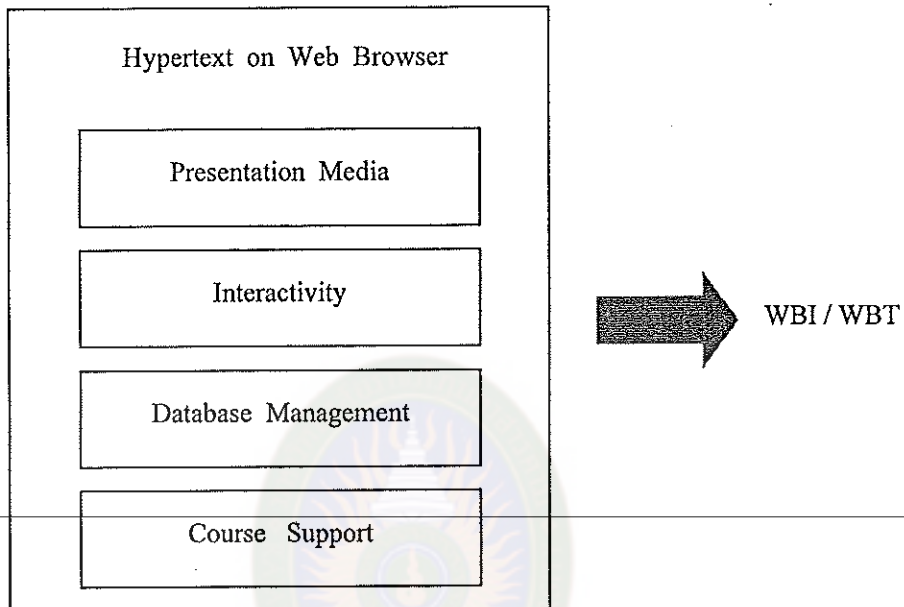 Hypertext on Web Browser
Presentation Media
Interactivity
Database Management
Course Support
WBI / WBT